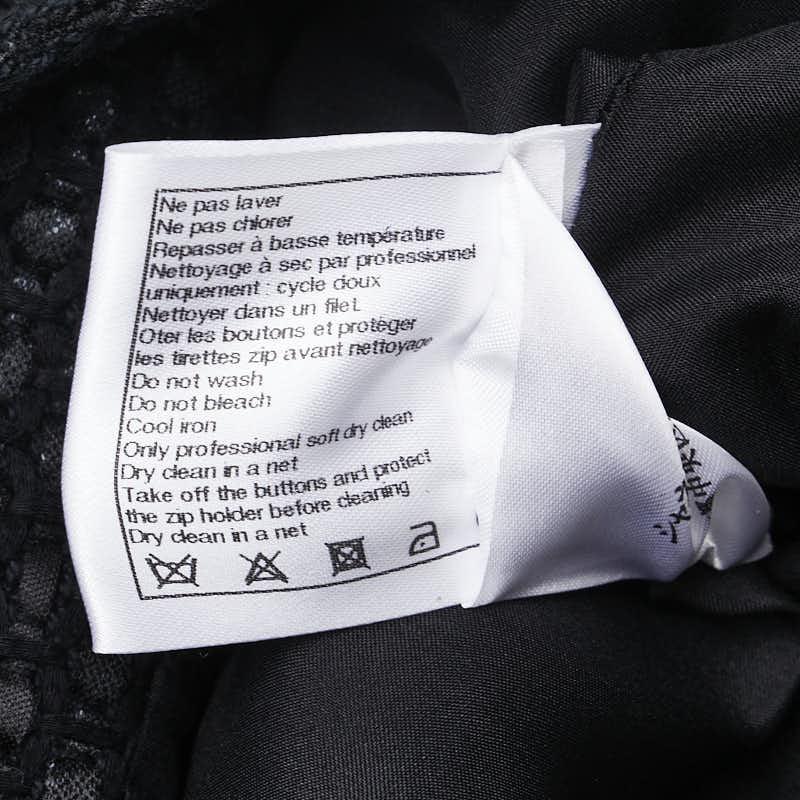 Ne pas laver
Ne pas chlorer
Repasser à basse température
Nettoyage à sec par professionnel
uniquement : cycle doux
Nettoyer dans un filet
Oter les boutons et protéger
les tirettes zip avant nettoyage
Do not wash
Do not bleach
Cool iron
Only professional soft dry clean
Dry clean in a net
Take off the buttons and protect
the zip holder before cleaning
Dry clean in a net